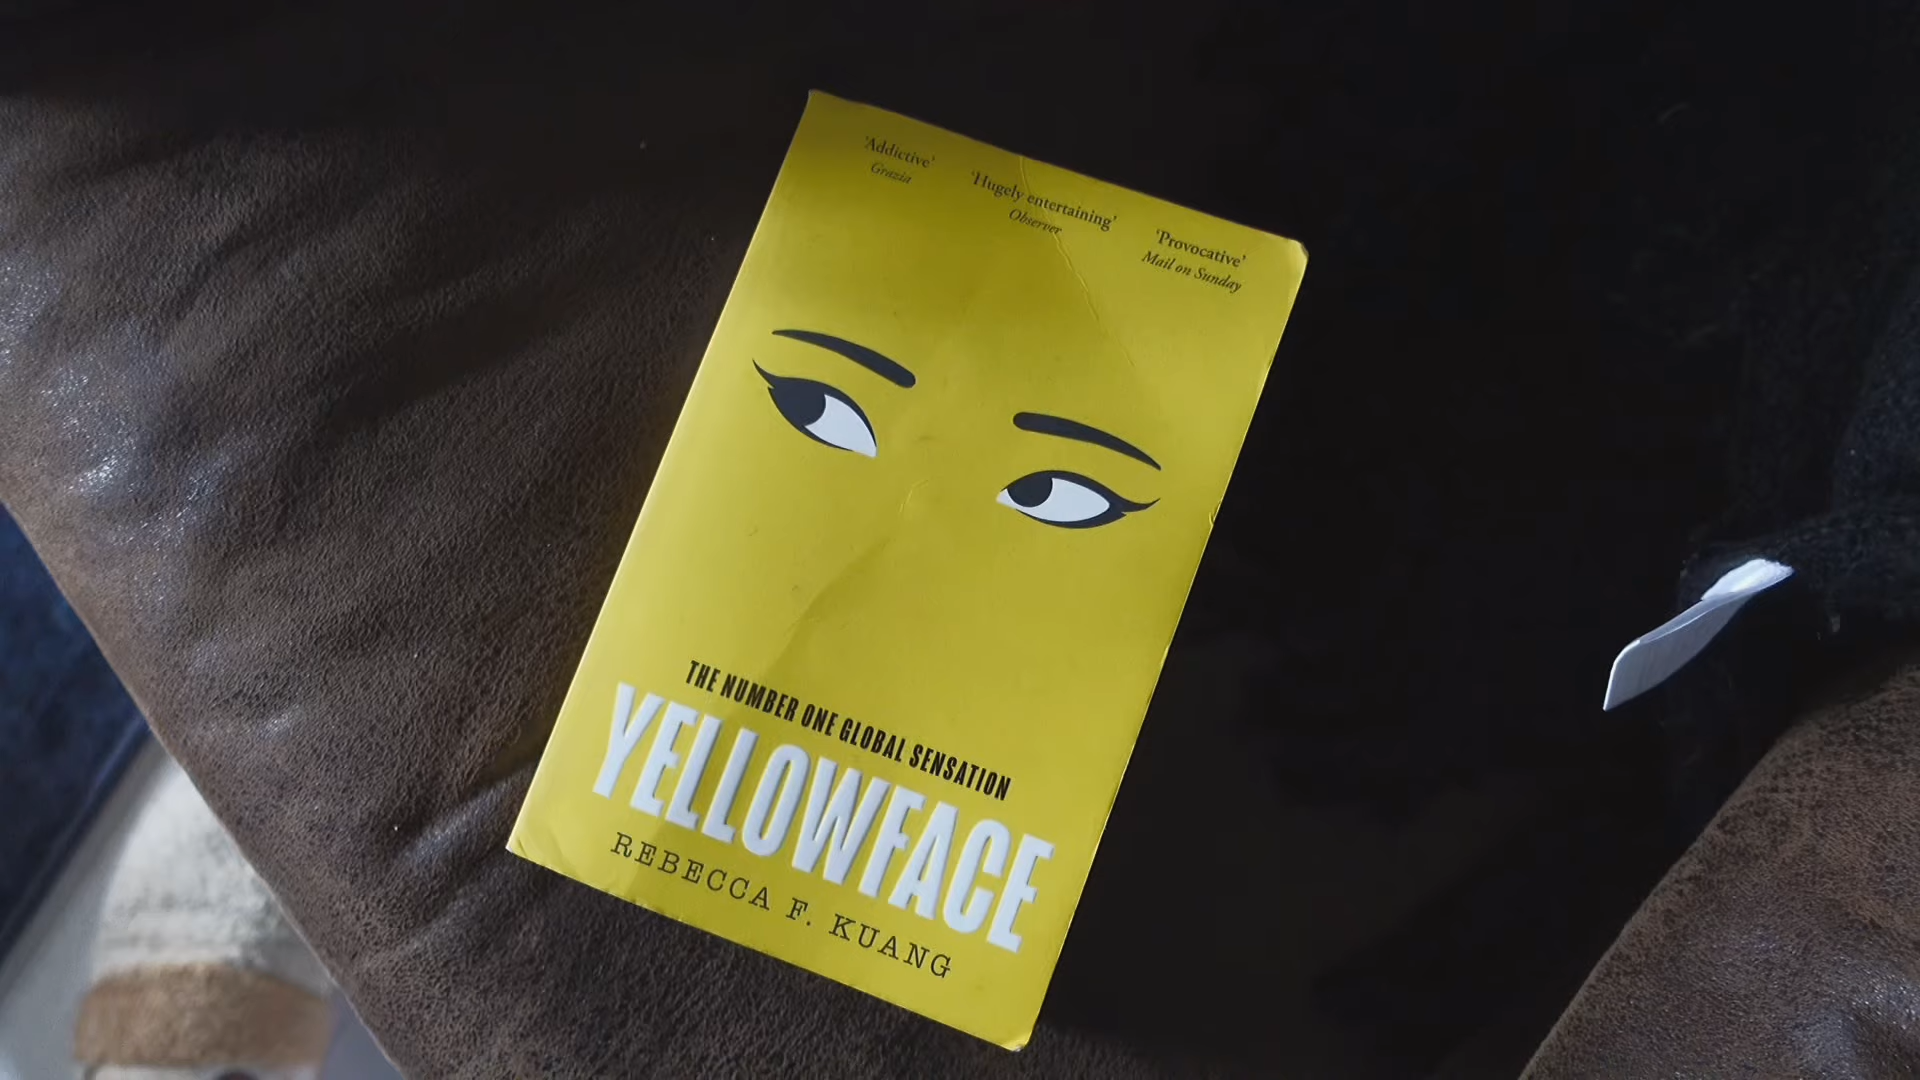 ‘Addictive’
Grazia
‘Hugely entertaining’
Observer
‘Provocative’
Mail on Sunday
THE NUMBER ONE GLOBAL SENSATION
YELLOWFACE
REBECCA F. KUANG